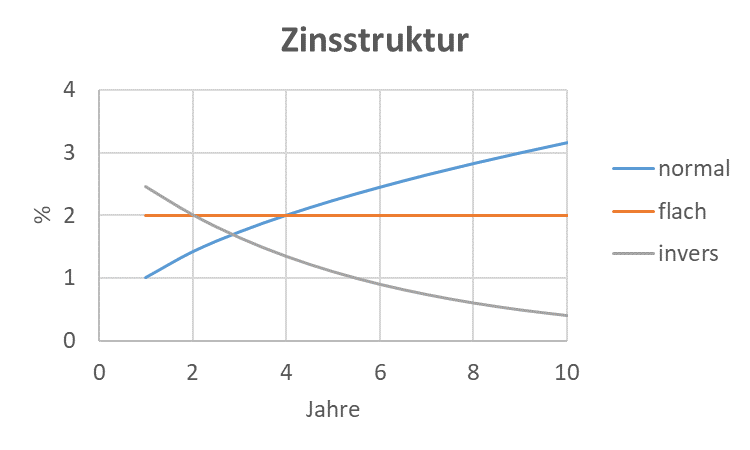 Zinsstruktur
4
3
2
1
0
%
0 2 4 6 8 10
Jahre
normal
flach
invers